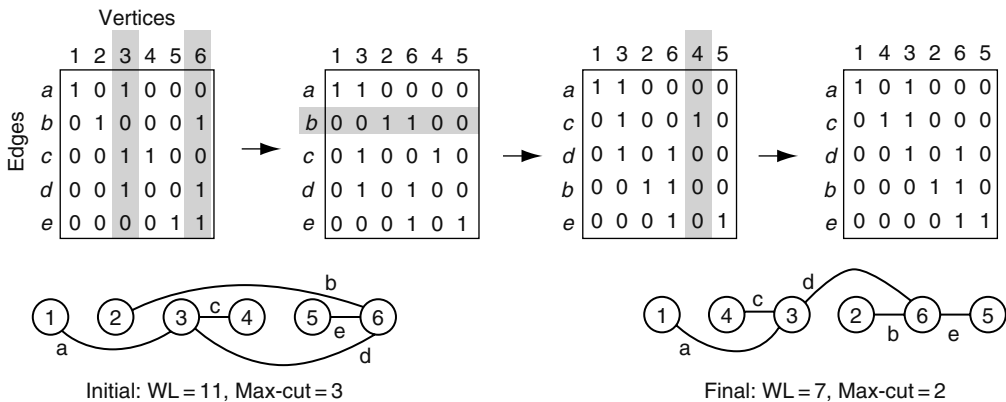 Vertices
Edges
1 2 3 4 5 6
a 1 0 1 0 0 0
b 0 1 0 0 0 1
c 0 0 1 1 0 0
d 0 0 1 0 0 1
e 0 0 0 0 1 1
1 3 2 6 4 5
a 1 1 0 0 0 0
b 0 0 1 1 0 0
c 0 1 0 0 1 0
d 0 1 0 1 0 0
e 0 0 0 1 0 1
1 3 2 6 4 5
a 1 1 0 0 0 0
c 0 1 0 0 1 0
d 0 1 0 1 0 0
b 0 0 1 1 0 0
e 0 0 0 1 0 1
1 4 3 2 6 5
a 1 0 1 0 0 0
c 0 1 1 0 0 0
d 0 0 1 0 1 0
b 0 0 0 1 1 0
e 0 0 0 0 1 1
1 2 3 4 5 6
a b c d e
Initial: WL = 11, Max-cut = 3
1 4 3 2 6 5
a c d b e
Final: WL = 7, Max-cut = 2